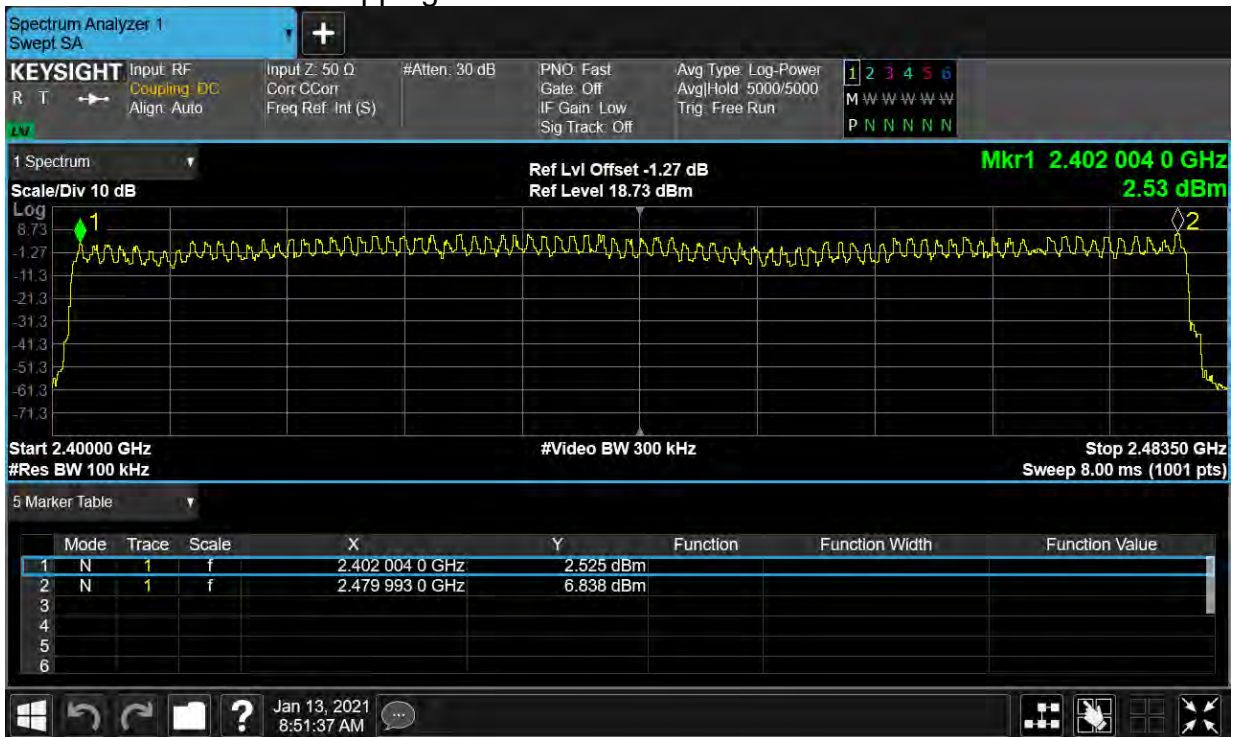 Spectrum Analyzer 1
Swept SA
+
KEYSIGHT Input: RF Input Z: 50 Ω #Atten: 30 dB PNO: Fast Avg Type: Log-Power 1 2 3 4 5 6
R T Coupling: DC Corr CCorr Gate: Off Avg|Hold: 5000/5000 M W W W W W
Align: Auto Freq Ref: Int (S) IF Gain: Low Trig: Free Run P N N N N N
LXI Sig Track: Off
1 Spectrum Ref Lvl Offset -1.27 dB Mkr1 2.402 004 0 GHz
Scale/Div 10 dB Ref Level 18.73 dBm 2.53 dBm
Log
1 2
8.73
-1.27
-11.3
-21.3
-31.3
-41.3
-51.3
-61.3
-71.3
Start 2.40000 GHz #Video BW 300 kHz Stop 2.48350 GHz
#Res BW 100 kHz Sweep 8.00 ms (1001 pts)
5 Marker Table
Mode Trace Scale X Y Function Function Width Function Value
1 N 1 f 2.402 004 0 GHz 2.525 dBm
2 N 1 f 2.479 993 0 GHz 6.838 dBm
3
4
5
6
? Jan 13, 2021
8:51:37 AM